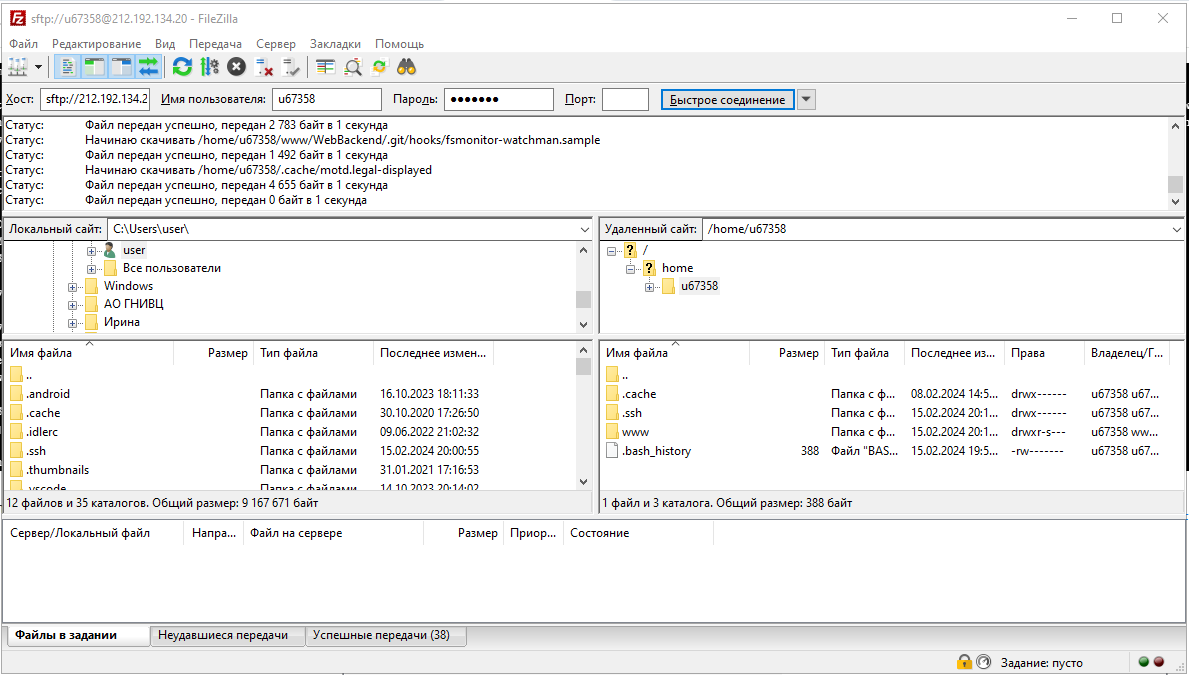 sftp://u67358@212.192.134.20 - FileZilla
Файл Редактирование Вид Передача Сервер Закладки Помощь
Хост: sftp://212.192.134.2 Имя пользователя: u67358 Пароль: ●●●●●●● Порт: Быстрое соединение
Статус: Файл передан успешно, передан 2 783 байт в 1 секунда
Статус: Начинаю скачивать /home/u67358/www/WebBackend/.git/hooks/fsmonitor-watchman.sample
Статус: Файл передан успешно, передан 1 492 байт в 1 секунда
Статус: Начинаю скачивать /home/u67358/.cache/motd.legal-displayed
Статус: Файл передан успешно, передан 4 655 байт в 1 секунда
Статус: Файл передан успешно, передан 0 байт в 1 секунда
Локальный сайт: C:\Users\user\
user
Все пользователи
Windows
АО ГНИВЦ
Ирина
Удаленный сайт: /home/u67358
/
home
u67358
Имя файла Размер Тип файла Последнее измен...
..
.android Папка с файлами 16.10.2023 18:11:33
.cache Папка с файлами 30.10.2020 17:26:50
.idlerc Папка с файлами 09.06.2022 21:02:32
.ssh Папка с файлами 15.02.2024 20:00:55
.thumbnails Папка с файлами 31.01.2021 17:16:53
.vscode Папка с файлами 14.10.2023 20:14:02
12 файлов и 35 каталогов. Общий размер: 9 167 671 байт
Имя файла Размер Тип файла Последнее из... Права Владелец/Г...
..
.cache Папка с ф... 08.02.2024 14:5... drwx------ u67358 u67...
.ssh Папка с ф... 15.02.2024 20:1... drwx------ u67358 u67...
www Папка с ф... 15.02.2024 20:1... drwxr-s--- u67358 ww...
.bash_history 388 Файл "BAS... 15.02.2024 19:5... -rw------- u67358 u67...
1 файл и 3 каталога. Общий размер: 388 байт
Сервер/Локальный файл Напра... Файл на сервере Размер Приор... Состояние
Файлы в задании Неудавшиеся передачи Успешные передачи (38)
Задание: пусто